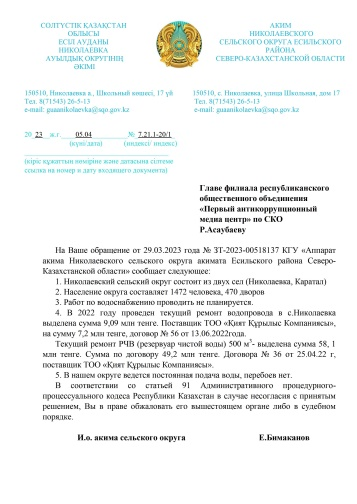 СОЛТҮСТІК ҚАЗАҚСТАН
ОБЛЫСЫ
ЕСІЛ АУДАНЫ
НИКОЛАЕВКА
АУЫЛДЫҚ ОКРУГІНІҢ
ӘКІМІ
АКИМ
НИКОЛАЕВСКОГО
СЕЛЬСКОГО ОКРУГА ЕСИЛЬСКОГО
РАЙОНА
СЕВЕРО-КАЗАХСТАНСКОЙ ОБЛАСТИ
150510, Николаевка а., Школьный көшесі, 17 үй
Тел. 8(71543) 26-5-13
e-mail: guaanikolaevka@sqo.gov.kz
150510, с. Николаевка, улица Школьная, дом 17
Тел. 8(71543) 26-5-13
e-mail: guaanikolaevka@sqo.gov.kz
20 23 ж.г. 05.04 № 7.21.1-20/1
(күні/дата) (индексі/ индекс)
(кіріс құжаттың нөміріне және датасына сілтеме
ссылка на номер и дату входящего документа)
Главе филиала республиканского
общественного объединения
«Первый антикоррупционный
медиа центр» по СКО
Р.Асаубаеву
На Ваше обращение от 29.03.2023 года № ЗТ-2023-00518137 КГУ «Аппарат
акима Николаевского сельского округа акимата Есильского района Северо-
Казахстанской области» сообщает следующее:
1. Николаевский сельский округ состоит из двух сел (Николаевка, Каратал)
2. Население округа составляет 1472 человека, 470 дворов
3. Работ по водоснабжению проводить не планируется.
4. В 2022 году проведен текущий ремонт водопровода в с.Николаевка
выделена сумма 9,09 млн тенге. Поставщик ТОО «Қият Құрылыс Компаниясы»,
на сумму 7,2 млн тенге, договор № 56 от 13.06.2022года.
Текущий ремонт РЧВ (резервуар чистой воды) 500 м³- выделена сумма 58, 1
млн тенге. Сумма по договору 49,2 млн тенге. Договора № 36 от 25.04.22 г,
поставщик ТОО «Қият Құрылыс Компаниясы».
5. В нашем округе ведется постоянная подача воды, перебоев нет.
В соответствии со статьей 91 Административного процедурно-
процессуального кодекса Республики Казахстан в случае несогласия с принятым
решением, Вы в праве обжаловать его вышестоящем органе либо в судебном
порядке.
И.о. акима сельского округа Е.Бимаканов